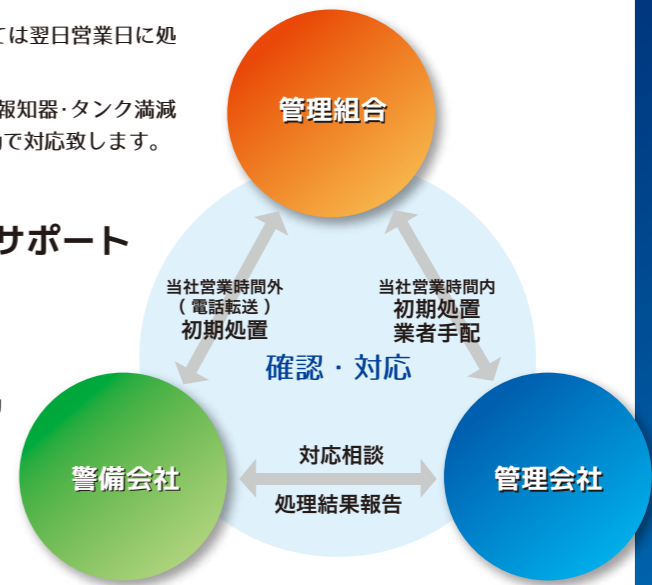 ては翌日営業日に処
報知器・タンク満減
で対応致します。
管理組合
サポート
当社営業時間外
（電話転送）
初期処置
当社営業時間内
初期処置
業者手配
確認・対応
警備会社
対応相談
処理結果報告
管理会社